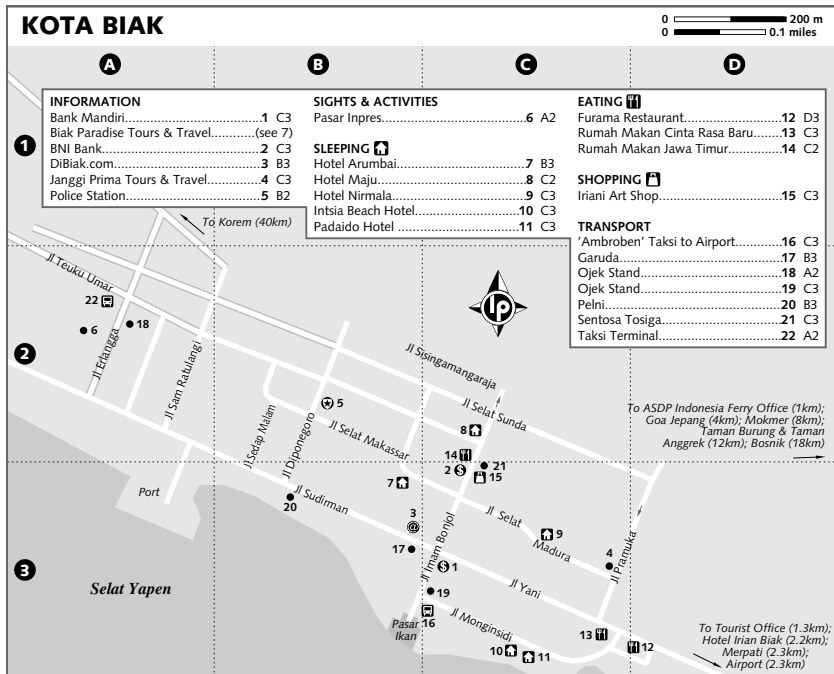 KOTA BIAK
0 200 m
0 0.1 miles
A B C D
1
INFORMATION
Bank Mandiri 1 C3
Biak Paradise Tours & Travel............(see 7)
BNI Bank 2 C3
DiBiak.com 3 B3
Janggi Prima Tours & Travel 4 C3
Police Station 5 B2
SIGHTS & ACTIVITIES
Pasar Inpres 6 A2
SLEEPING
Hotel Arumbai 7 B3
Hotel Maju 8 C2
Hotel Nirmala 9 C3
Intsia Beach Hotel 10 C3
Padaido Hotel 11 C3
EATING
Furama Restaurant 12 D3
Rumah Makan Cinta Rasa Baru 13 C3
Rumah Makan Jawa Timur 14 C2
SHOPPING
Iriani Art Shop 15 C3
TRANSPORT
'Ambroben' Taksi to Airport 16 C3
Garuda 17 B3
Ojek Stand 18 A2
Ojek Stand 19 C3
Pelni 20 B3
Sentosa Tosiga 21 C3
Taksi Terminal 22 A2
To Korem (40km)
Jl Teuku Umar
22
6
18
Jl Erlangga
Jl Sam Ratulangi
lp
2
Jl Sisingamangaraja
Jl Selat Sunda
5
Jl Sedap Malam
Jl Diponegoro
Jl Selat Makassar
8
14
2
21
15
To ASDP Indonesia Ferry Office (1km);
Goa Jepang (4km); Mokmer (8km);
Taman Burung & Taman
Anggrek (12km); Bosnik (18km)
Port
20
Jl Sudirman
7
3
@
17
Jl Imam Bonjol
1
Jl Selat
Madura
9
4
Jl Pramuka
3
Selat Yapen
19
Jl Yani
Pasar
Ikan
16
Jl Monginsidi
10
11
13
12
To Tourist Office (1.3km);
Hotel Irian Biak (2.2km);
Merpati (2.3km);
Airport (2.3km)